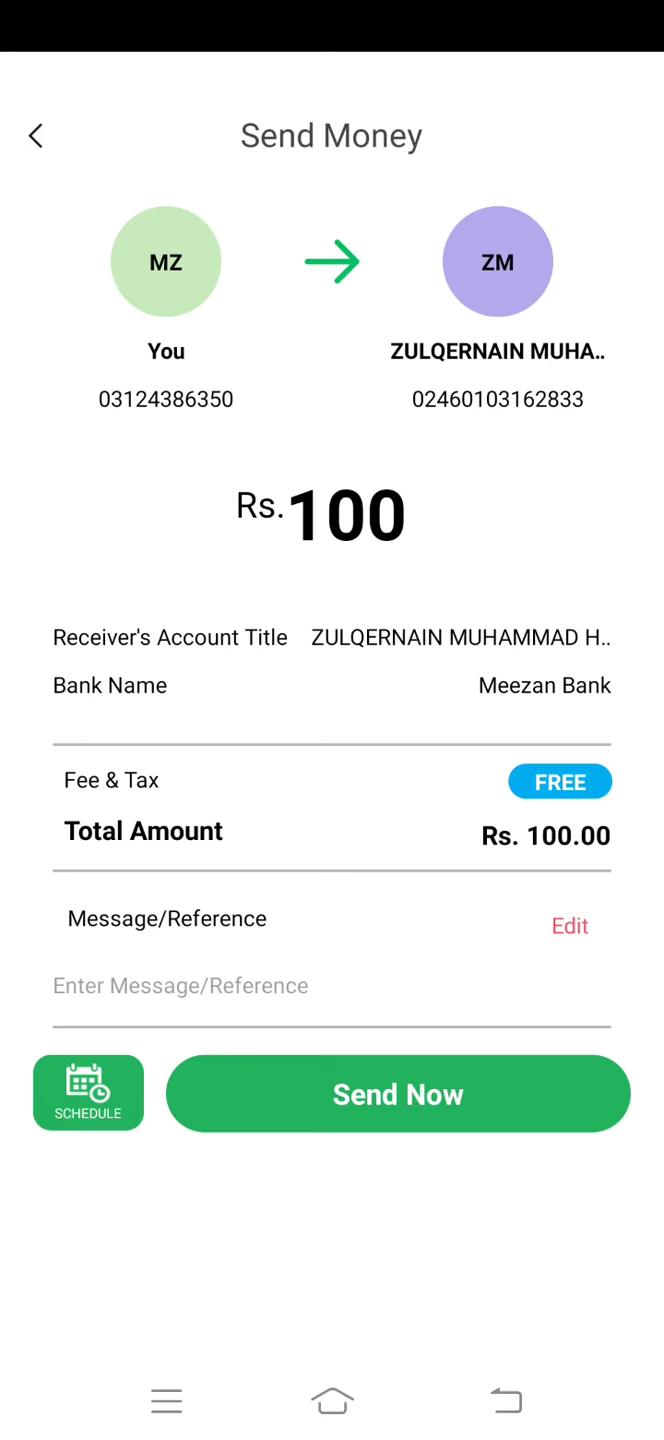 Send Money
MZ
ZM
You
ZULQERNAIN MUHA..
03124386350
02460103162833
Rs.100
Receiver's Account Title ZULQERNAIN MUHAMMAD H..
Bank Name Meezan Bank
Fee & Tax FREE
Total Amount Rs. 100.00
Message/Reference Edit
Enter Message/Reference
SCHEDULE
Send Now